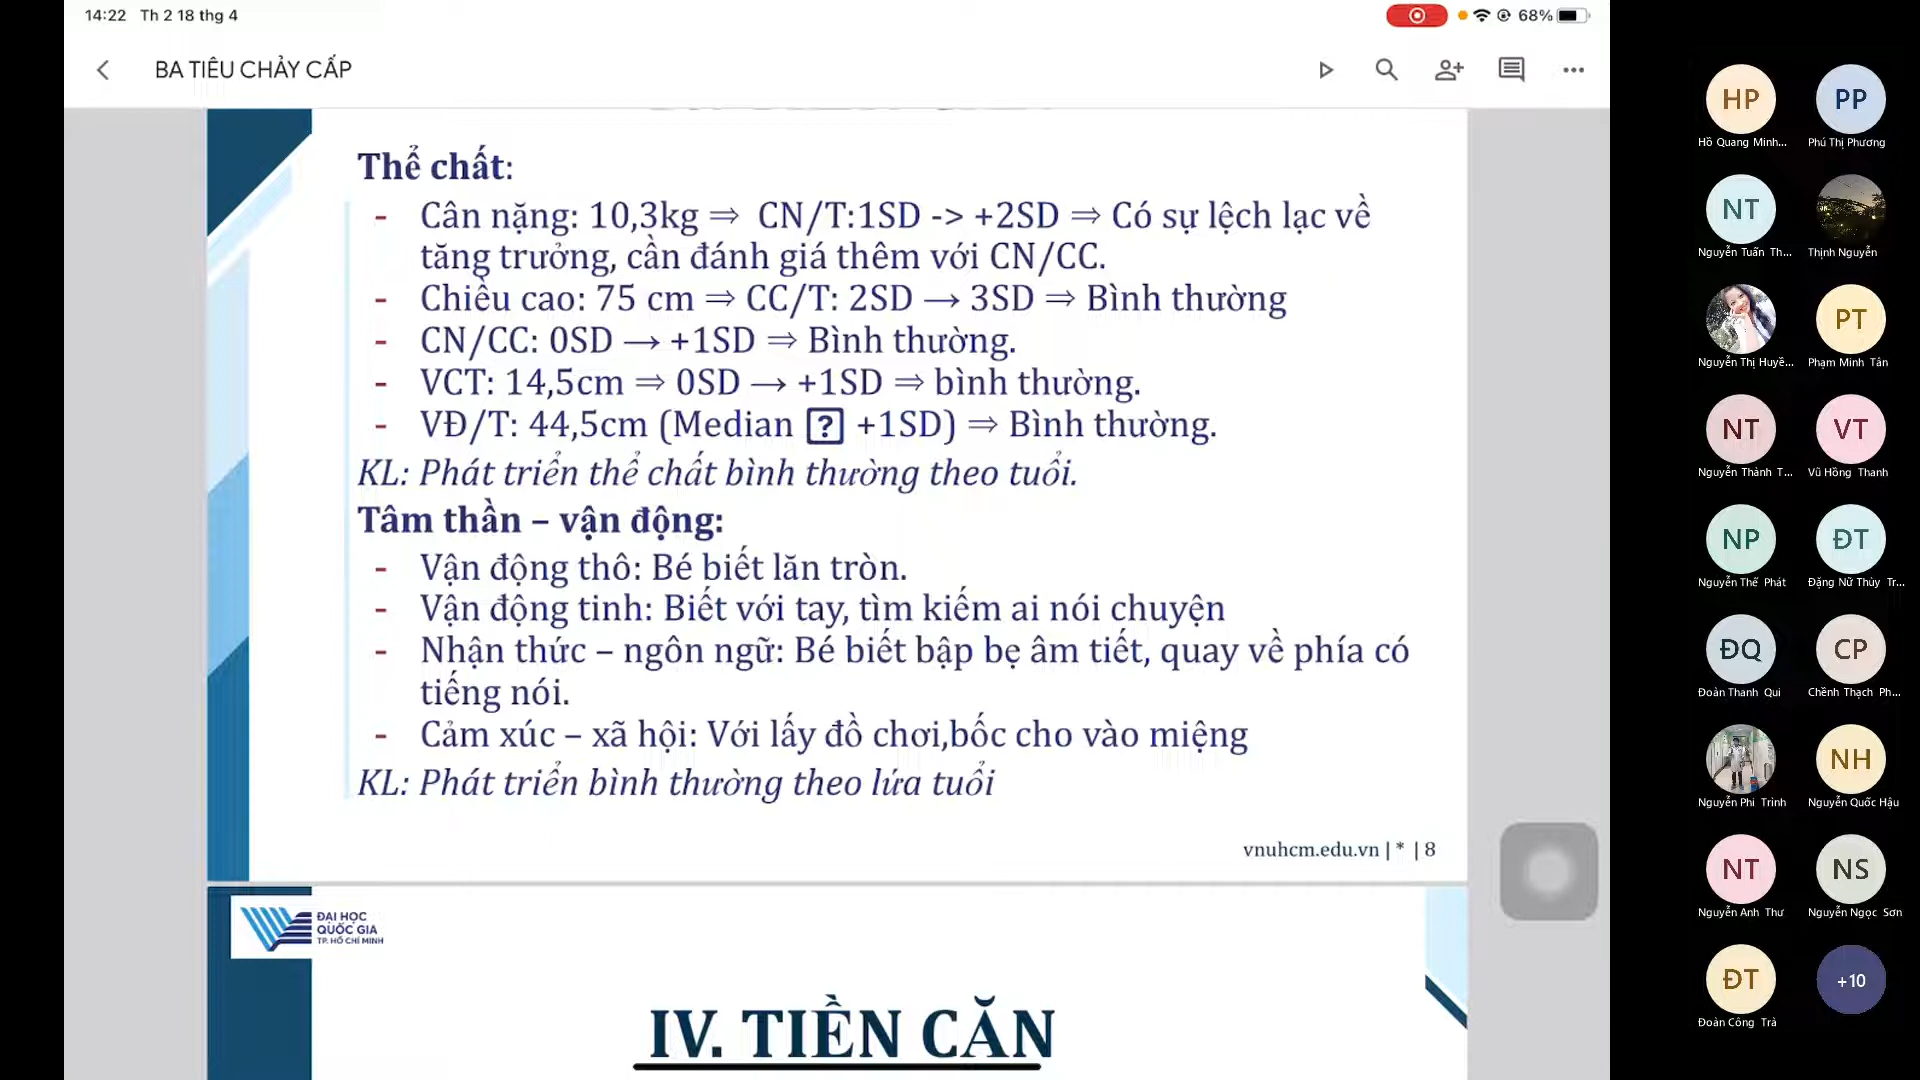 14:22 Th 2 18 thg 4
68%
BA TIÊU CHẢY CẤP
Thể chất:
- Cân nặng: 10,3kg ⇒ CN/T:1SD -> +2SD ⇒ Có sự lệch lạc về
tăng trưởng, cần đánh giá thêm với CN/CC.
- Chiều cao: 75 cm ⇒ CC/T: 2SD → 3SD ⇒ Bình thường
- CN/CC: 0SD → +1SD ⇒ Bình thường.
- VCT: 14,5cm ⇒ 0SD → +1SD ⇒ bình thường.
- VĐ/T: 44,5cm (Median ? +1SD) ⇒ Bình thường.
KL: Phát triển thể chất bình thường theo tuổi.
Tâm thần – vận động:
- Vận động thô: Bé biết lăn tròn.
- Vận động tinh: Biết với tay, tìm kiếm ai nói chuyện
- Nhận thức – ngôn ngữ: Bé biết bập bẹ âm tiết, quay về phía có
tiếng nói.
- Cảm xúc – xã hội: Với lấy đồ chơi,bốc cho vào miệng
KL: Phát triển bình thường theo lứa tuổi
vnuhcm.edu.vn | * | 8
ĐẠI HỌC
QUỐC GIA
TP. HỒ CHÍ MINH
IV. TIỀN CĂN
HP PP
Hồ Quang Minh... Phú Thị Phương
NT
Nguyễn Tuấn Th... Thịnh Nguyễn
PT
Nguyễn Thị Huyề... Phạm Minh Tân
NT VT
Nguyễn Thành T... Vũ Hồng Thanh
NP ĐT
Nguyễn Thế Phát Đặng Nữ Thùy Tr...
ĐQ CP
Đoàn Thanh Qui Chềnh Thạch Ph...
NH
Nguyễn Phi Trình Nguyễn Quốc Hậu
NT NS
Nguyễn Anh Thư Nguyễn Ngọc Sơn
ĐT +10
Đoàn Công Trà